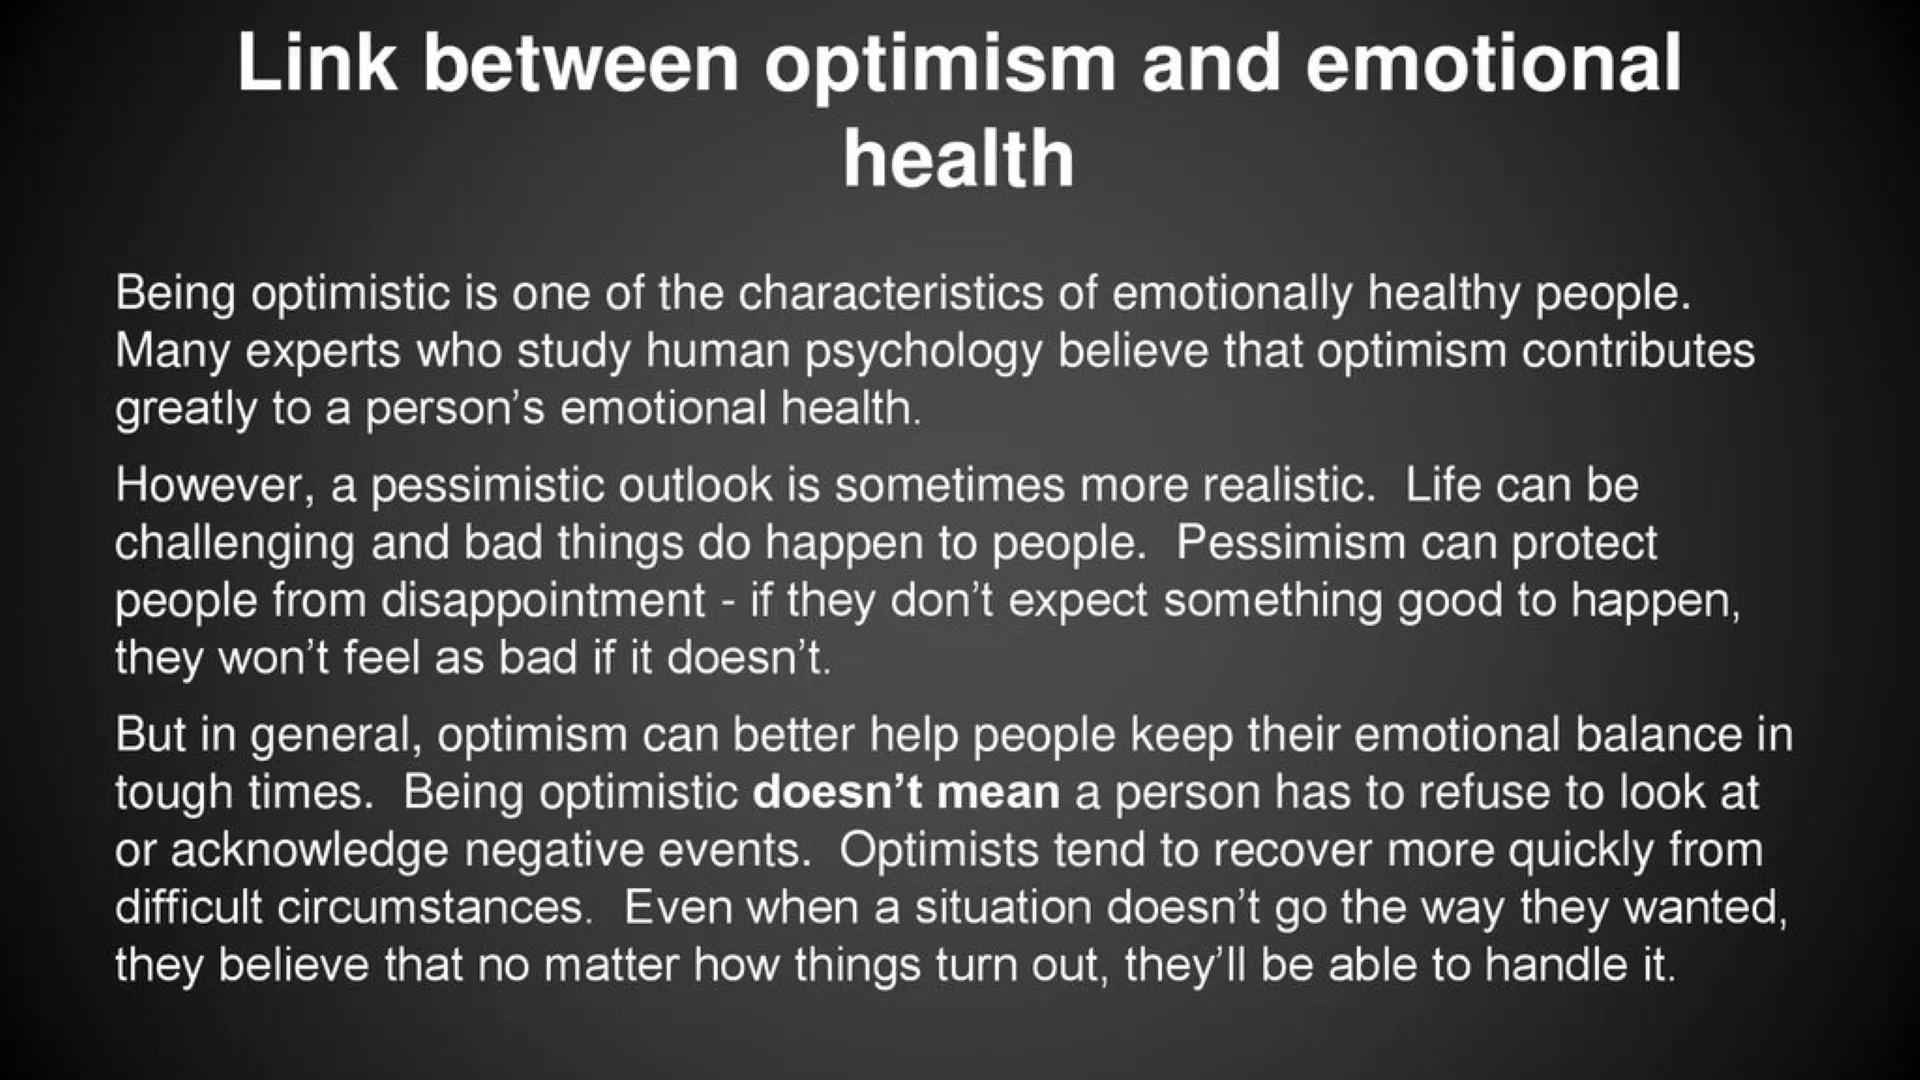 Link between optimism and emotional
health
Being optimistic is one of the characteristics of emotionally healthy people.
Many experts who study human psychology believe that optimism contributes
greatly to a person’s emotional health.
However, a pessimistic outlook is sometimes more realistic.  Life can be
challenging and bad things do happen to people.  Pessimism can protect
people from disappointment - if they don’t expect something good to happen,
they won’t feel as bad if it doesn’t.
But in general, optimism can better help people keep their emotional balance in
tough times.  Being optimistic doesn’t mean a person has to refuse to look at
or acknowledge negative events.  Optimists tend to recover more quickly from
difficult circumstances.  Even when a situation doesn’t go the way they wanted,
they believe that no matter how things turn out, they’ll be able to handle it.